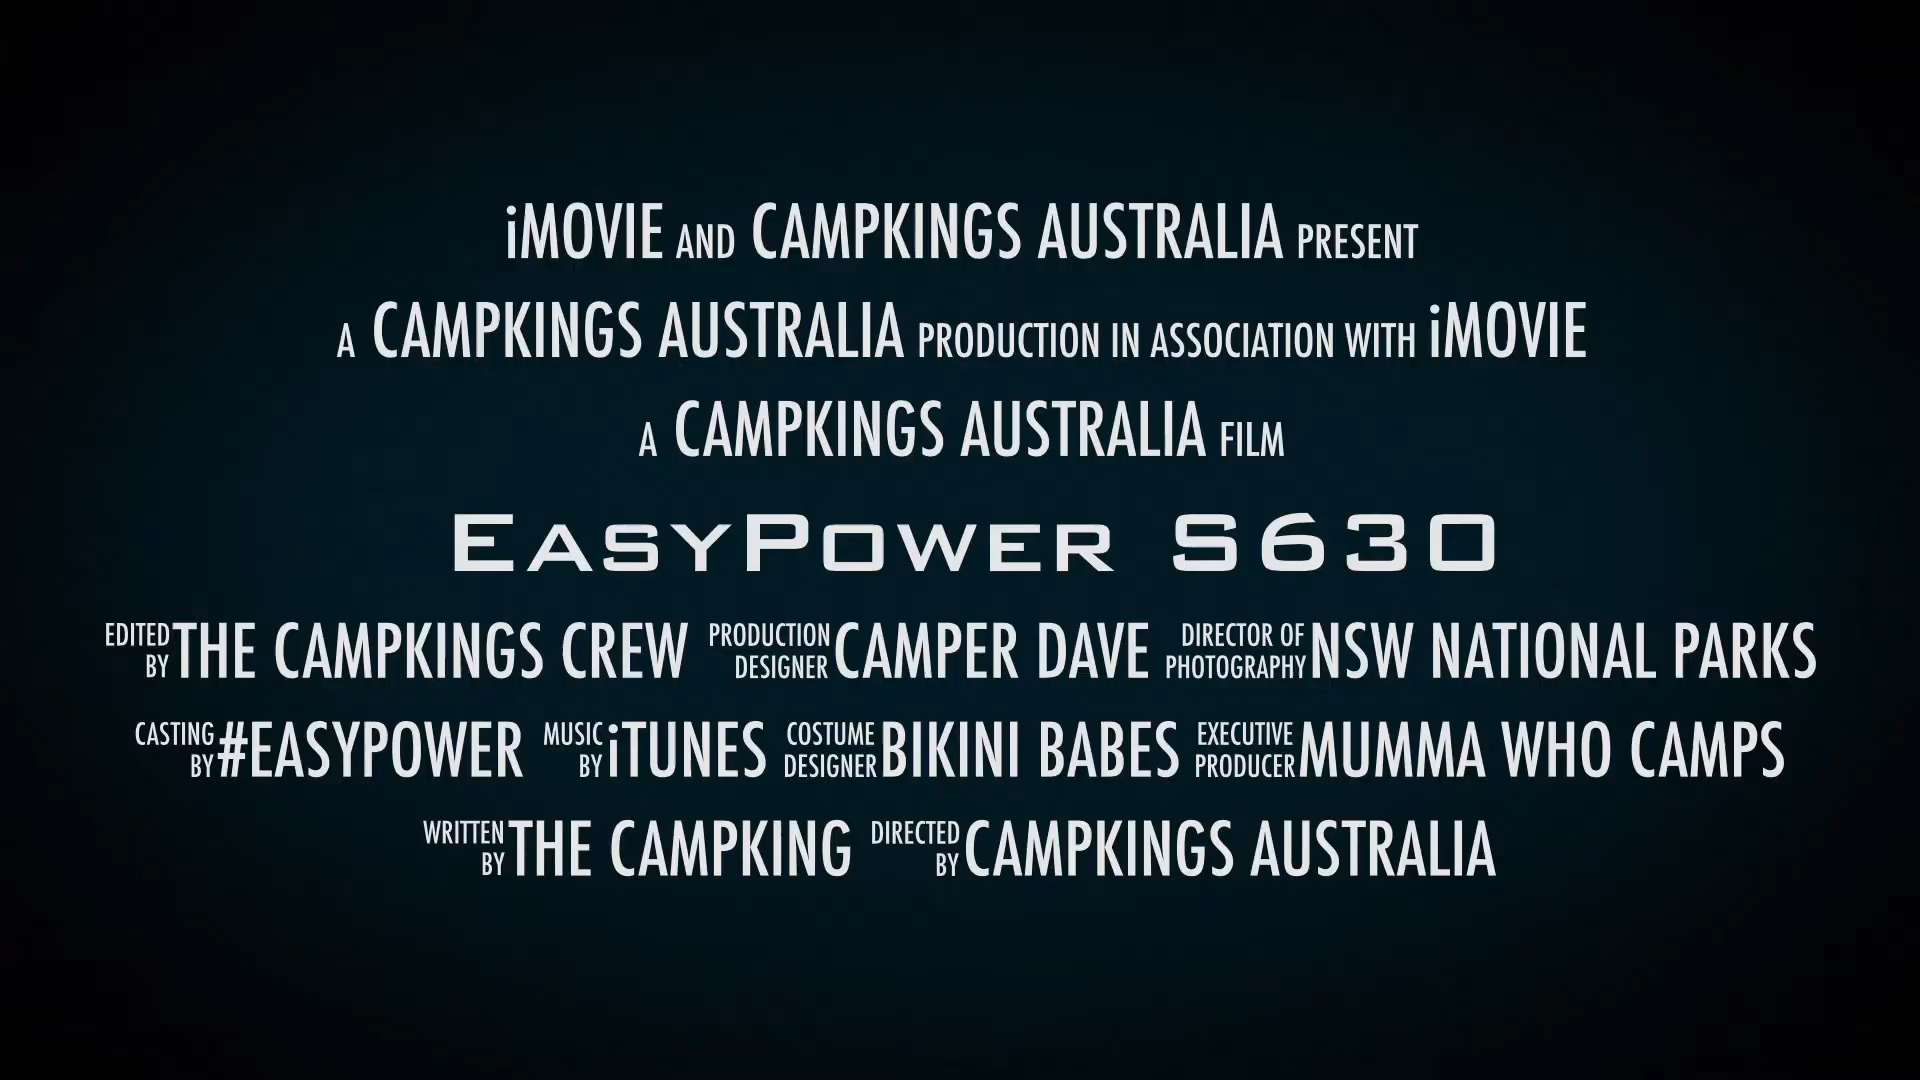 iMOVIE AND CAMPKINGS AUSTRALIA PRESENT
A CAMPKINGS AUSTRALIA PRODUCTION IN ASSOCIATION WITH iMOVIE
A CAMPKINGS AUSTRALIA FILM
EASYPOWER S630
EDITED BY THE CAMPKINGS CREW PRODUCTION DESIGNER CAMPER DAVE DIRECTOR OF PHOTOGRAPHY NSW NATIONAL PARKS
CASTING BY #EASYPOWER MUSIC BY iTUNES COSTUME DESIGNER BIKINI BABES EXECUTIVE PRODUCER MUMMA WHO CAMPS
WRITTEN BY THE CAMPKING DIRECTED BY CAMPKINGS AUSTRALIA